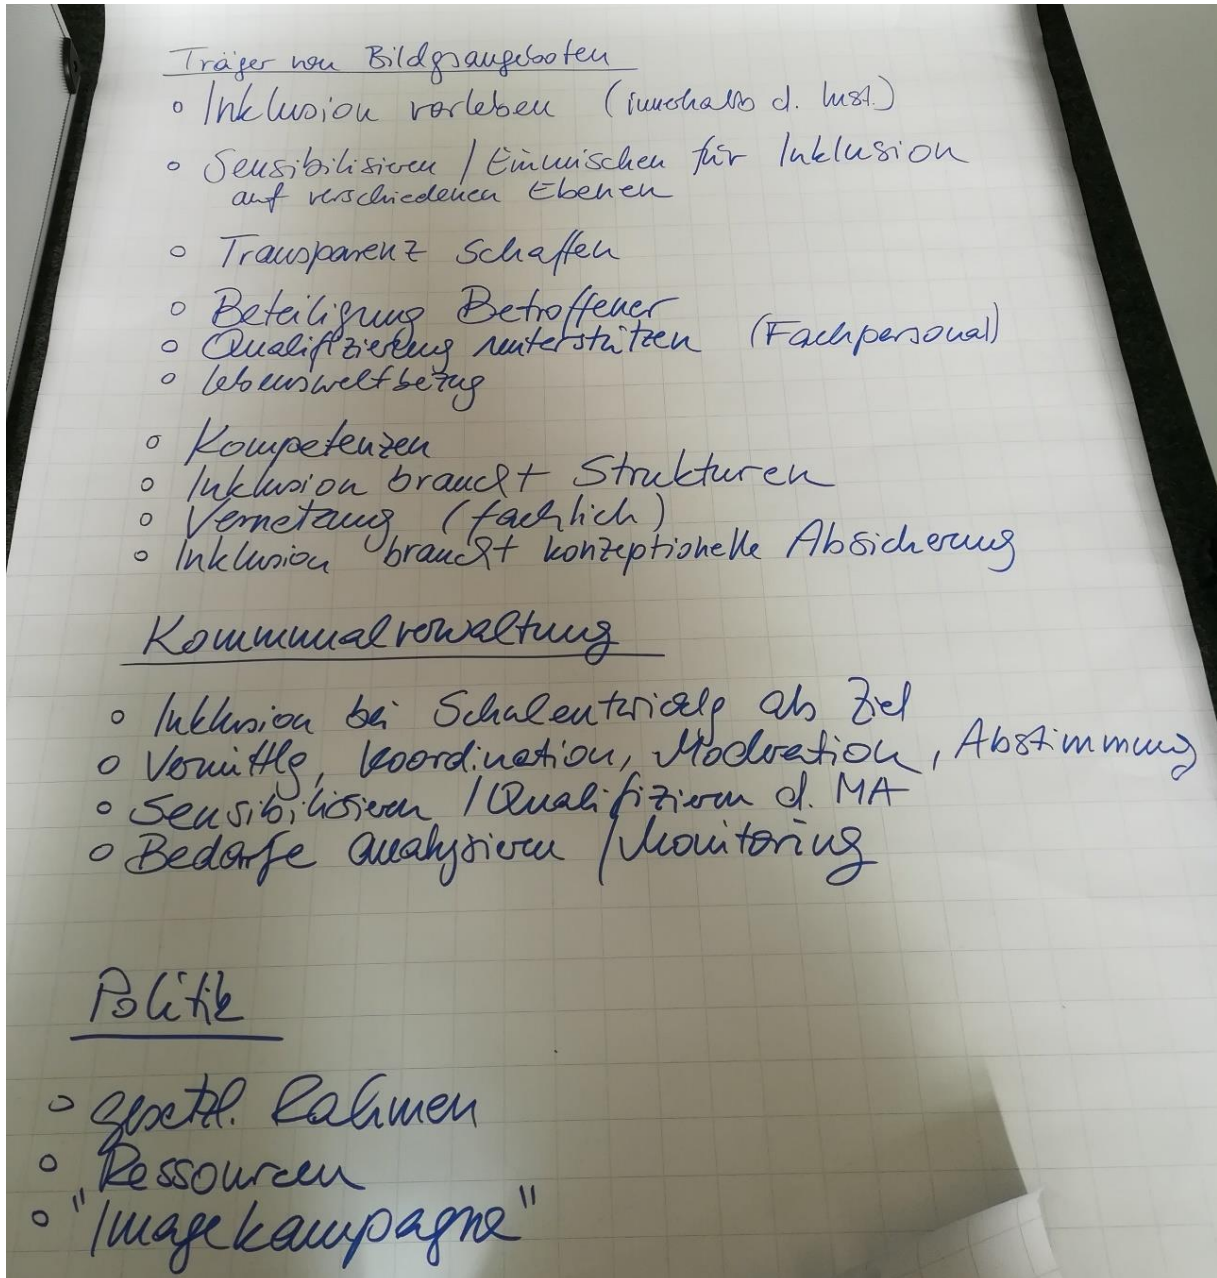 Träger von Bildgsangeboten
o Inklusion vorleben (innerhalb d. Inst.)
o Sensibilisieren / Einmischen für Inklusion
auf verschiedenen Ebenen
o Transparenz schaffen
o Beteiligung Betroffener
o Qualifizierung unterstützen (Fachpersonal)
o Lebensweltbezug
o Kompetenzen
o Inklusion braucht Strukturen
o Vernetzung (fachlich)
o Inklusion braucht konzeptionelle Absicherung
Kommunalverwaltung
o Inklusion bei Schulentwicklg als Ziel
o Vermittlg, Koordination, Moderation, Abstimmung
o Sensibilisieren / Qualifizieren d. MA
o Bedarfe analysieren / Monitoring
Politik
o gesetzl. Rahmen
o Ressourcen
o "Imagekampagne"